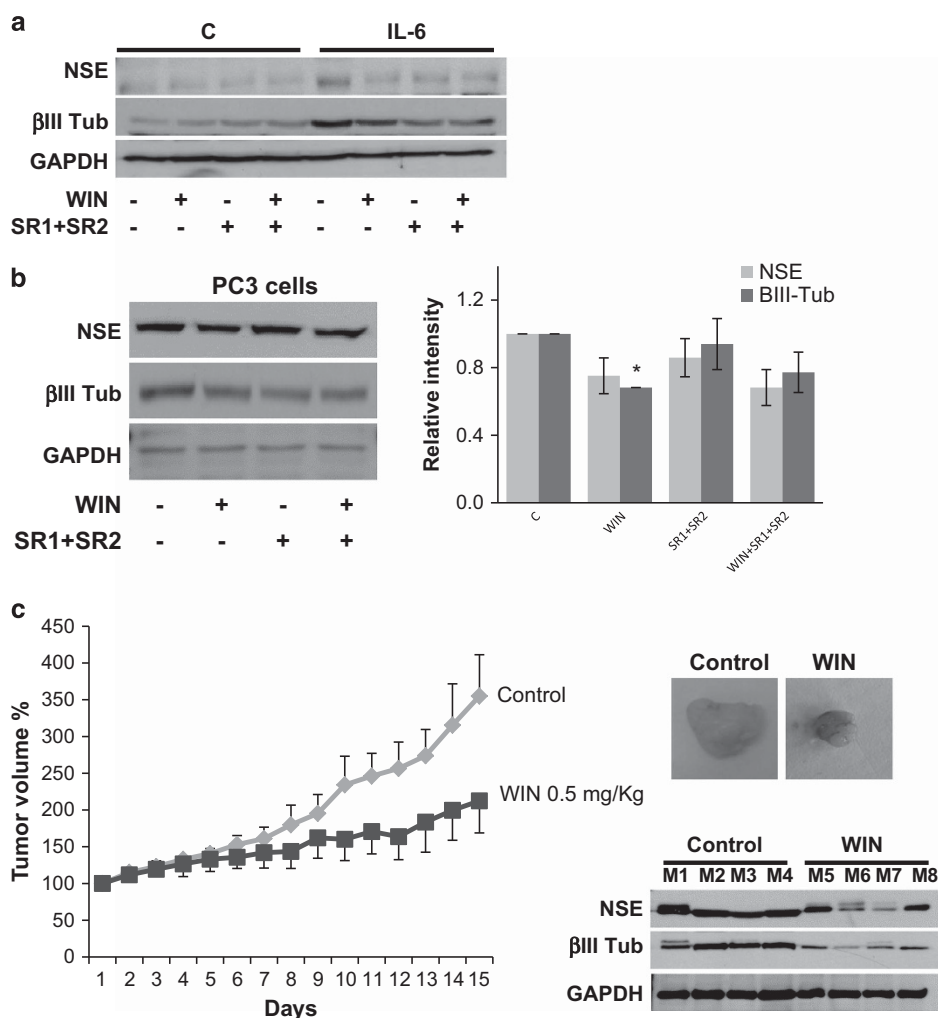 a
C IL-6
NSE
βIII Tub
GAPDH
WIN - + - + - + - +
SR1+SR2 - - + + - - + +
b
PC3 cells
NSE
βIII Tub
GAPDH
WIN - + - +
SR1+SR2 - - + +
NSE
BIII-Tub
Relative intensity
1.2
0.8
0.4
0.0
*
C WIN SR1+SR2 WIN+SR1+SR2
c
Tumor volume %
450
400
350
300
250
200
150
100
50
0
1 2 3 4 5 6 7 8 9 10 11 12 13 14 15
Days
Control
WIN 0.5 mg/Kg
Control WIN
Control WIN
M1 M2 M3 M4 M5 M6 M7 M8
NSE
βIII Tub
GAPDH